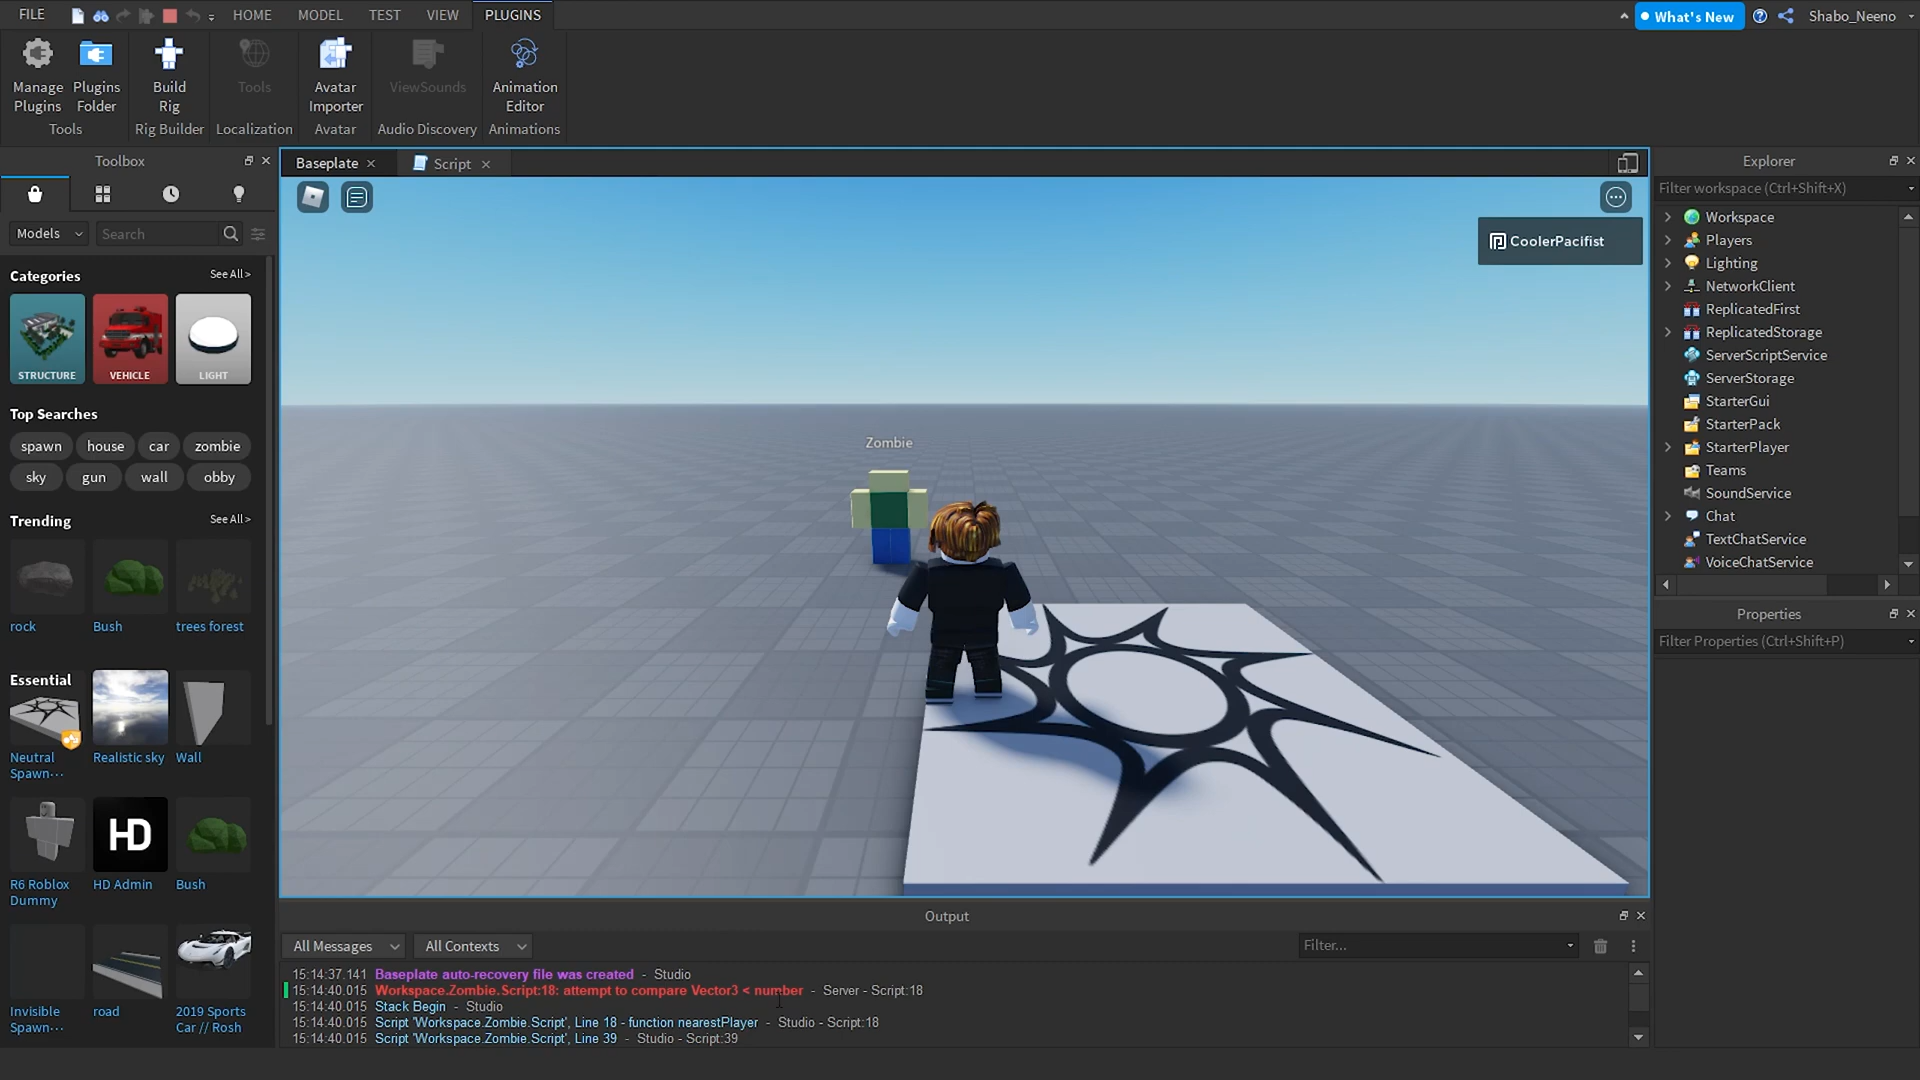 FILE
HOME
MODEL
TEST
VIEW
PLUGINS
What's New
Shabo_Neeno
Manage
Plugins
Plugins
Folder
Tools
Build
Rig
Rig Builder
Tools
Localization
Avatar
Importer
Avatar
ViewSounds
Audio Discovery
Animation
Editor
Animations
Toolbox
Models
Search
Categories
See All >
STRUCTURE
VEHICLE
LIGHT
Top Searches
spawn
house
car
zombie
sky
gun
wall
obby
Trending
See All >
rock
Bush
trees forest
Essential
Neutral
Spawn···
Realistic sky
Wall
HD
R6 Roblox
Dummy
HD Admin
Bush
Invisible
Spawn···
road
2019 Sports
Car // Rosh
Baseplate
Script
CoolerPacifist
Zombie
Output
All Messages
All Contexts
Filter...
15:14:37.141 Baseplate auto-recovery file was created - Studio
15:14:40.015 Workspace.Zombie.Script:18: attempt to compare Vector3 < number - Server - Script:18
15:14:40.015 Stack Begin - Studio
15:14:40.015 Script 'Workspace.Zombie.Script', Line 18 - function nearestPlayer - Studio - Script:18
15:14:40.015 Script 'Workspace.Zombie.Script', Line 39 - Studio - Script:39
Explorer
Filter workspace (Ctrl+Shift+X)
Workspace
Players
Lighting
NetworkClient
ReplicatedFirst
ReplicatedStorage
ServerScriptService
ServerStorage
StarterGui
StarterPack
StarterPlayer
Teams
SoundService
Chat
TextChatService
VoiceChatService
Properties
Filter Properties (Ctrl+Shift+P)